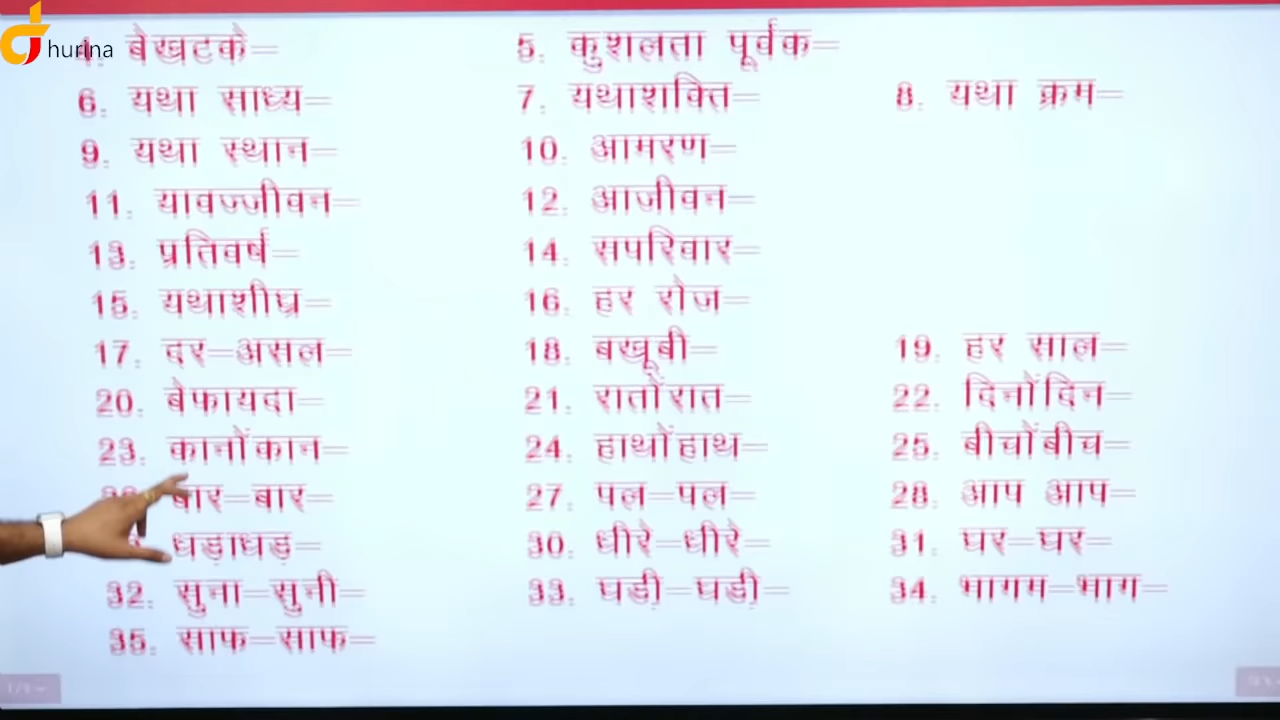 hurina
4. बेखटके= 5. कुशलता पूर्वक=
6. यथा साध्य= 7. यथाशक्ति= 8. यथा क्रम=
9. यथा स्थान= 10. आमरण=
11. यावज्जीवन= 12. आजीवन=
13. प्रतिवर्ष= 14. सपरिवार=
15. यथाशीघ्र= 16. हर रोज=
17. दर-असल= 18. बखूबी= 19. हर साल=
20. बेफायदा= 21. रातोंरात= 22. दिनोंदिन=
23. कानोंकान= 24. हाथोंहाथ= 25. बीचोंबीच=
बार-बार= 27. पल-पल= 28. आप आप=
धड़ाधड़= 30. धीरे-धीरे= 31. घर-घर=
32. सुना-सुनी= 33. घडी़-घडी़= 34. भागम-भाग=
35. साफ-साफ=